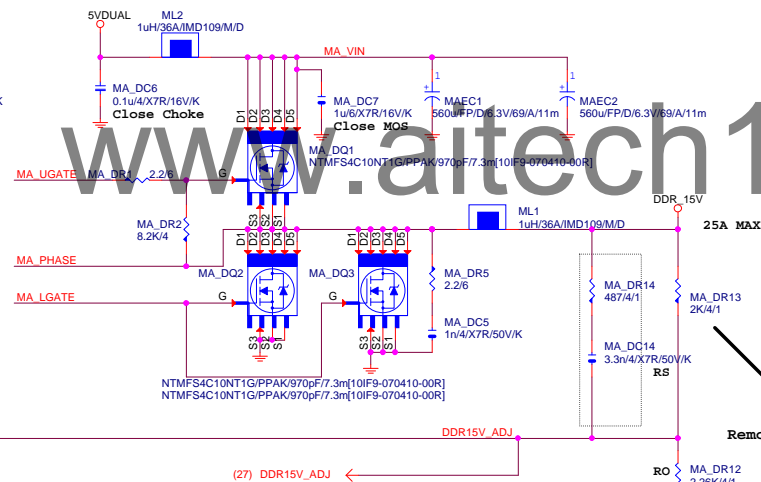 5VDUAL
ML2
1uH/36A/IMD109/M/D
MA_VIN
MA_DC6
0.1u/4/X7R/16V/K
Close Choke
K
D1
D2
D3
D4
D5
MA_DC7
1u/6/X7R/16V/K
Close MOS
1
MAEC1
560u/FP/D/6.3V/69/A/11m
1
MAEC2
560u/FP/D/6.3V/69/A/11m
www.aitech1
MA_DQ1
NTMFS4C10NT1G/PPAK/970pF/7.3m[10IF9-070410-00R]
MA_UGATE
MA_DR1
2.2/6
G
S3
S2
S1
MA_DR2
8.2K/4
MA_PHASE
D1
D2
D3
D4
D5
D1
D2
D3
D4
D5
ML1
1uH/36A/IMD109/M/D
DDR_15V
25A MAX
MA_DQ2
MA_DQ3
MA_LGATE
G
G
S3
S2
S1
S3
S2
S1
MA_DR5
2.2/6
MA_DC5
1n/4/X7R/50V/K
MA_DR14
487/4/1
MA_DR13
2K/4/1
MA_DC14
3.3n/4/X7R/50V/K
RS
NTMFS4C10NT1G/PPAK/970pF/7.3m[10IF9-070410-00R]
NTMFS4C10NT1G/PPAK/970pF/7.3m[10IF9-070410-00R]
DDR15V_ADJ
Remo
(27) DDR15V_ADJ
RO
MA_DR12
2.26K/4/1